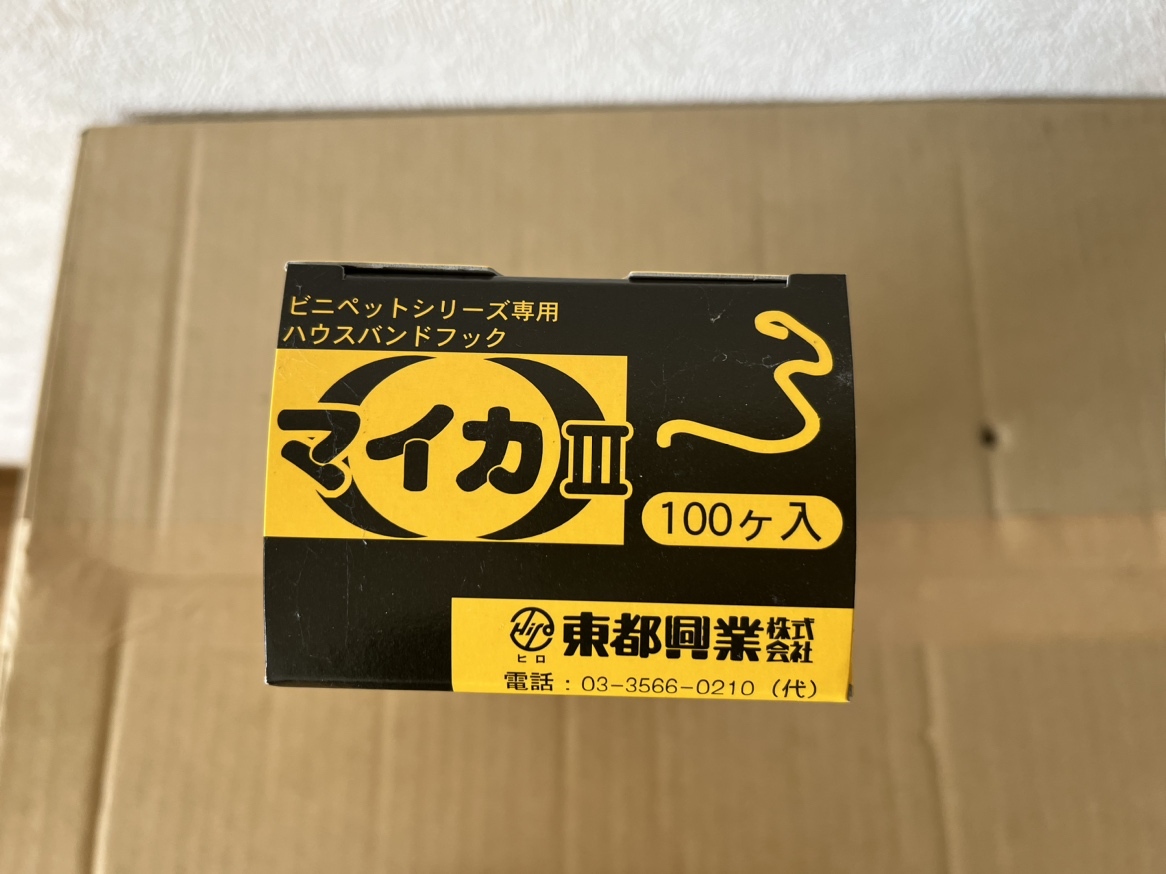 ビニペットシリーズ専用
ハウスバンドフック
マイカⅢ
100ヶ入
Hiro
ヒロ
東都興業株式会社
電話：03-3566-0210（代）